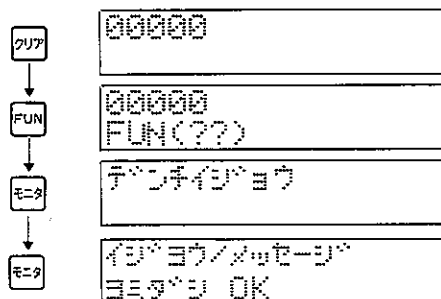 クリア
00000
FUN
00000
FUN(??)
モニタ
デンチイジョウ
モニタ
イジョウ/メッセージ
ヨミダシ OK